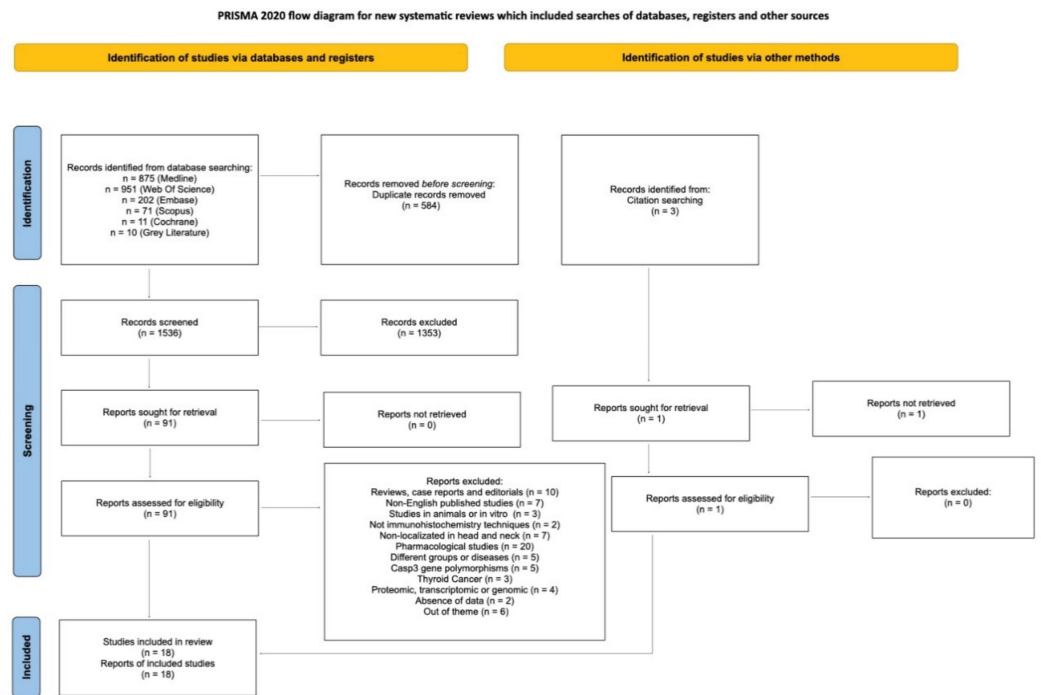 PRISMA 2020 flow diagram for new systematic reviews which included searches of databases, registers and other sources
Identification of studies via databases and registers
Identification of studies via other methods
Identification
Records identified from database searching:
n = 875 (Medline)
n = 951 (Web Of Science)
n = 202 (Embase)
n = 71 (Scopus)
n = 11 (Cochrane)
n = 10 (Grey Literature)
Records removed before screening:
Duplicate records removed
(n = 584)
Records identified from:
Citation searching
(n = 3)
Screening
Records screened
(n = 1536)
Records excluded
(n = 1353)
Reports sought for retrieval
(n = 91)
Reports not retrieved
(n = 0)
Reports sought for retrieval
(n = 1)
Reports not retrieved
(n = 1)
Reports assessed for eligibility
(n = 91)
Reports excluded:
Reviews, case reports and editorials (n = 10)
Non-English published studies (n = 7)
Studies in animals or in vitro (n = 3)
Not immunohistochemistry techniques (n = 2)
Non-localizated in head and neck (n = 7)
Pharmacological studies (n = 20)
Different groups or diseases (n = 5)
Casp3 gene polymorphisms (n = 5)
Thyroid Cancer (n = 3)
Proteomic, transcriptomic or genomic (n = 4)
Absence of data (n = 2)
Out of theme (n = 6)
Reports assessed for eligibility
(n = 1)
Reports excluded:
(n = 0)
Included
Studies included in review
(n = 18)
Reports of included studies
(n = 18)